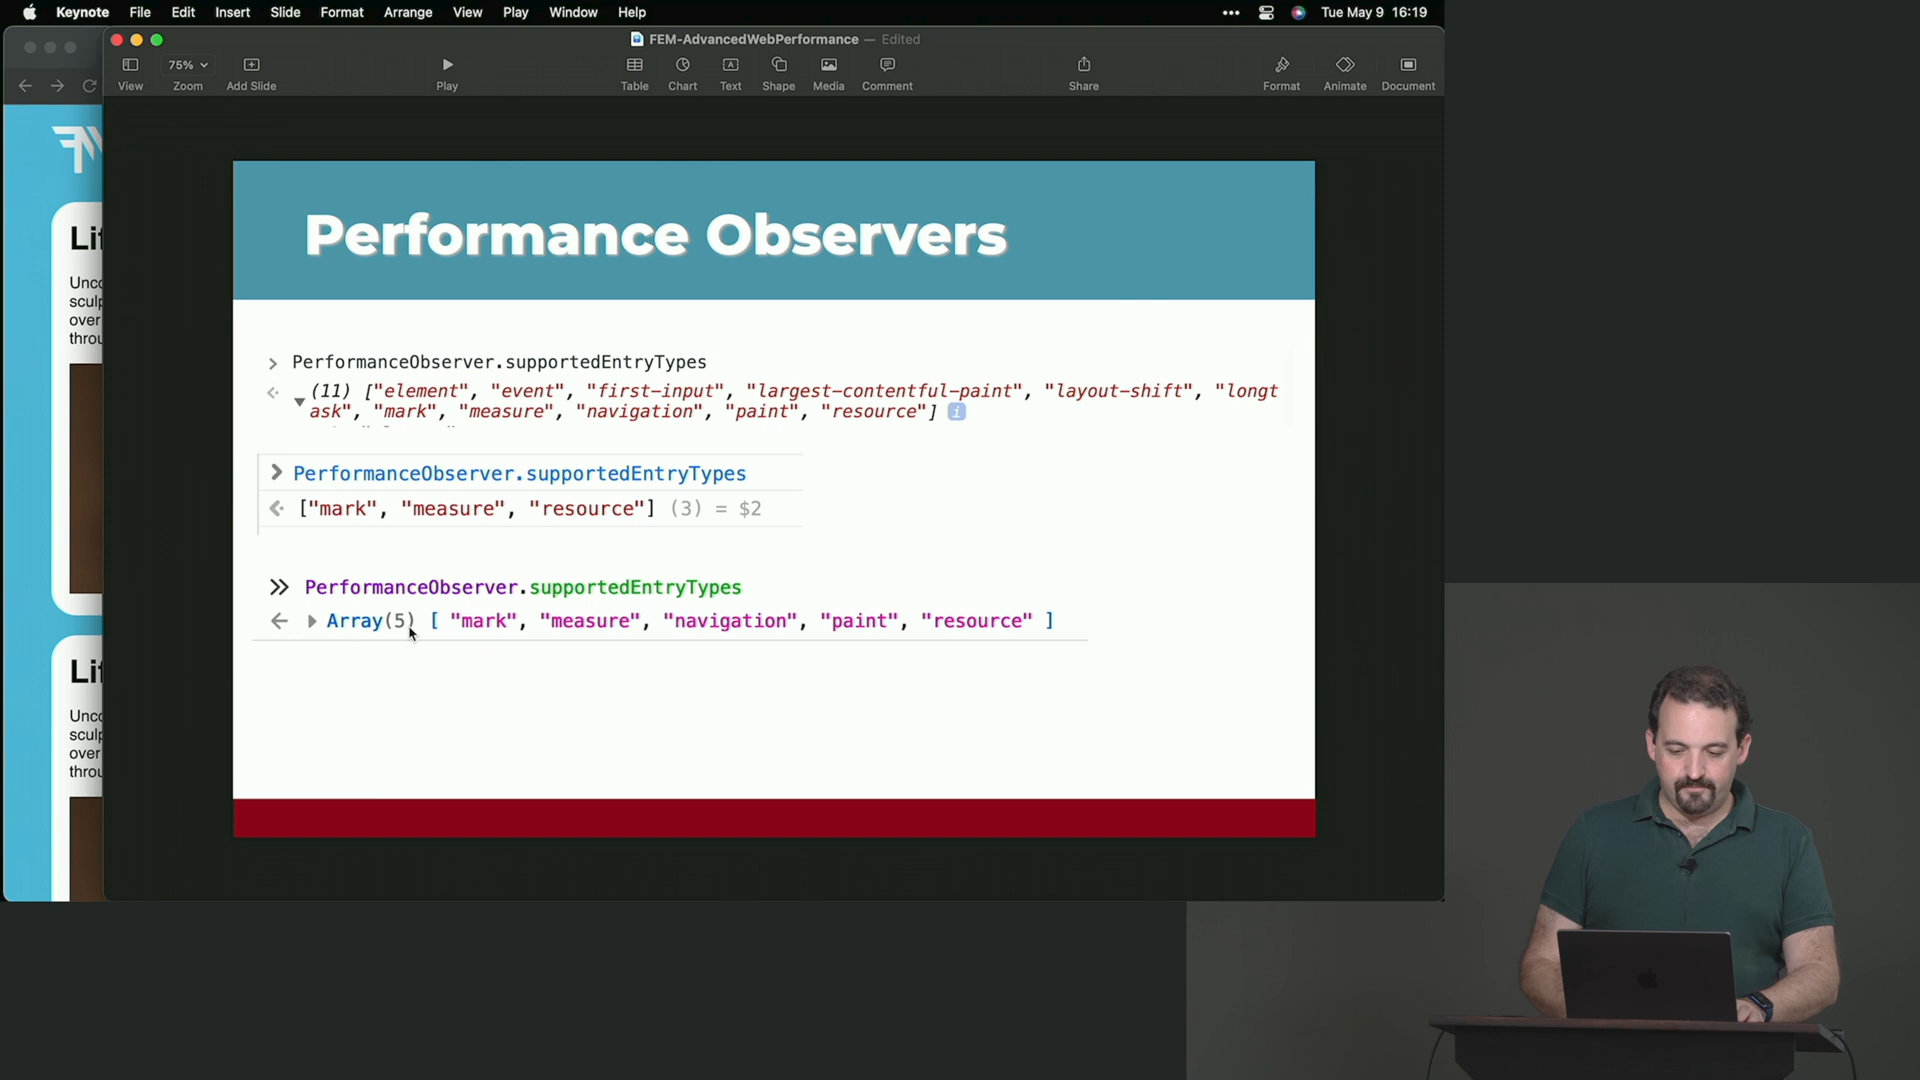 Keynote File Edit Insert Slide Format Arrange View Play Window Help Tue May 9 16:19
FEM-AdvancedWebPerformance — Edited
75%
View Zoom Add Slide Play Table Chart Text Shape Media Comment Share Format Animate Document
Performance Observers
> PerformanceObserver.supportedEntryTypes
(11) ["element", "event", "first-input", "largest-contentful-paint", "layout-shift", "longt
ask", "mark", "measure", "navigation", "paint", "resource"] i
> PerformanceObserver.supportedEntryTypes
["mark", "measure", "resource"] (3) = $2
>> PerformanceObserver.supportedEntryTypes
Array(5) [ "mark", "measure", "navigation", "paint", "resource" ]